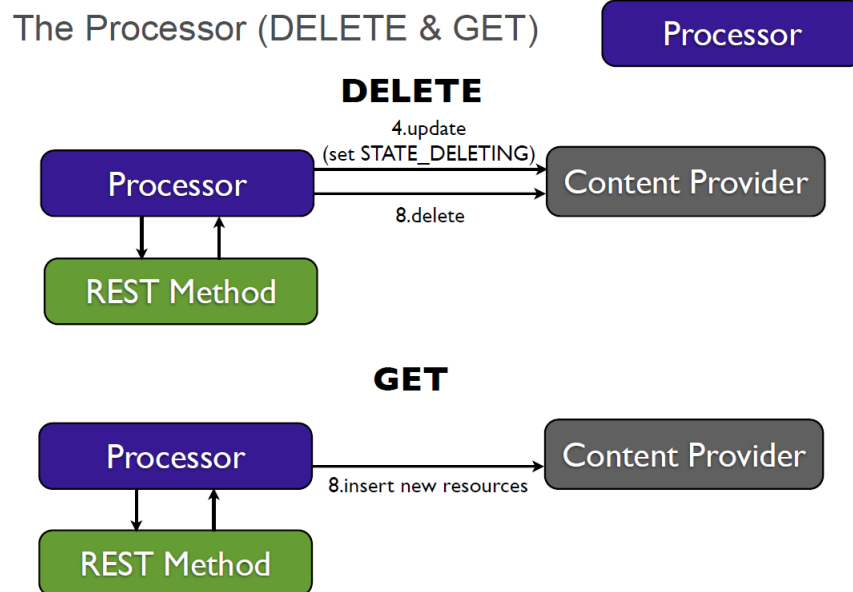 The Processor (DELETE & GET)
Processor
DELETE
4.update
(set STATE_DELETING)
Processor
Content Provider
8.delete
REST Method
GET
Processor
Content Provider
8.insert new resources
REST Method